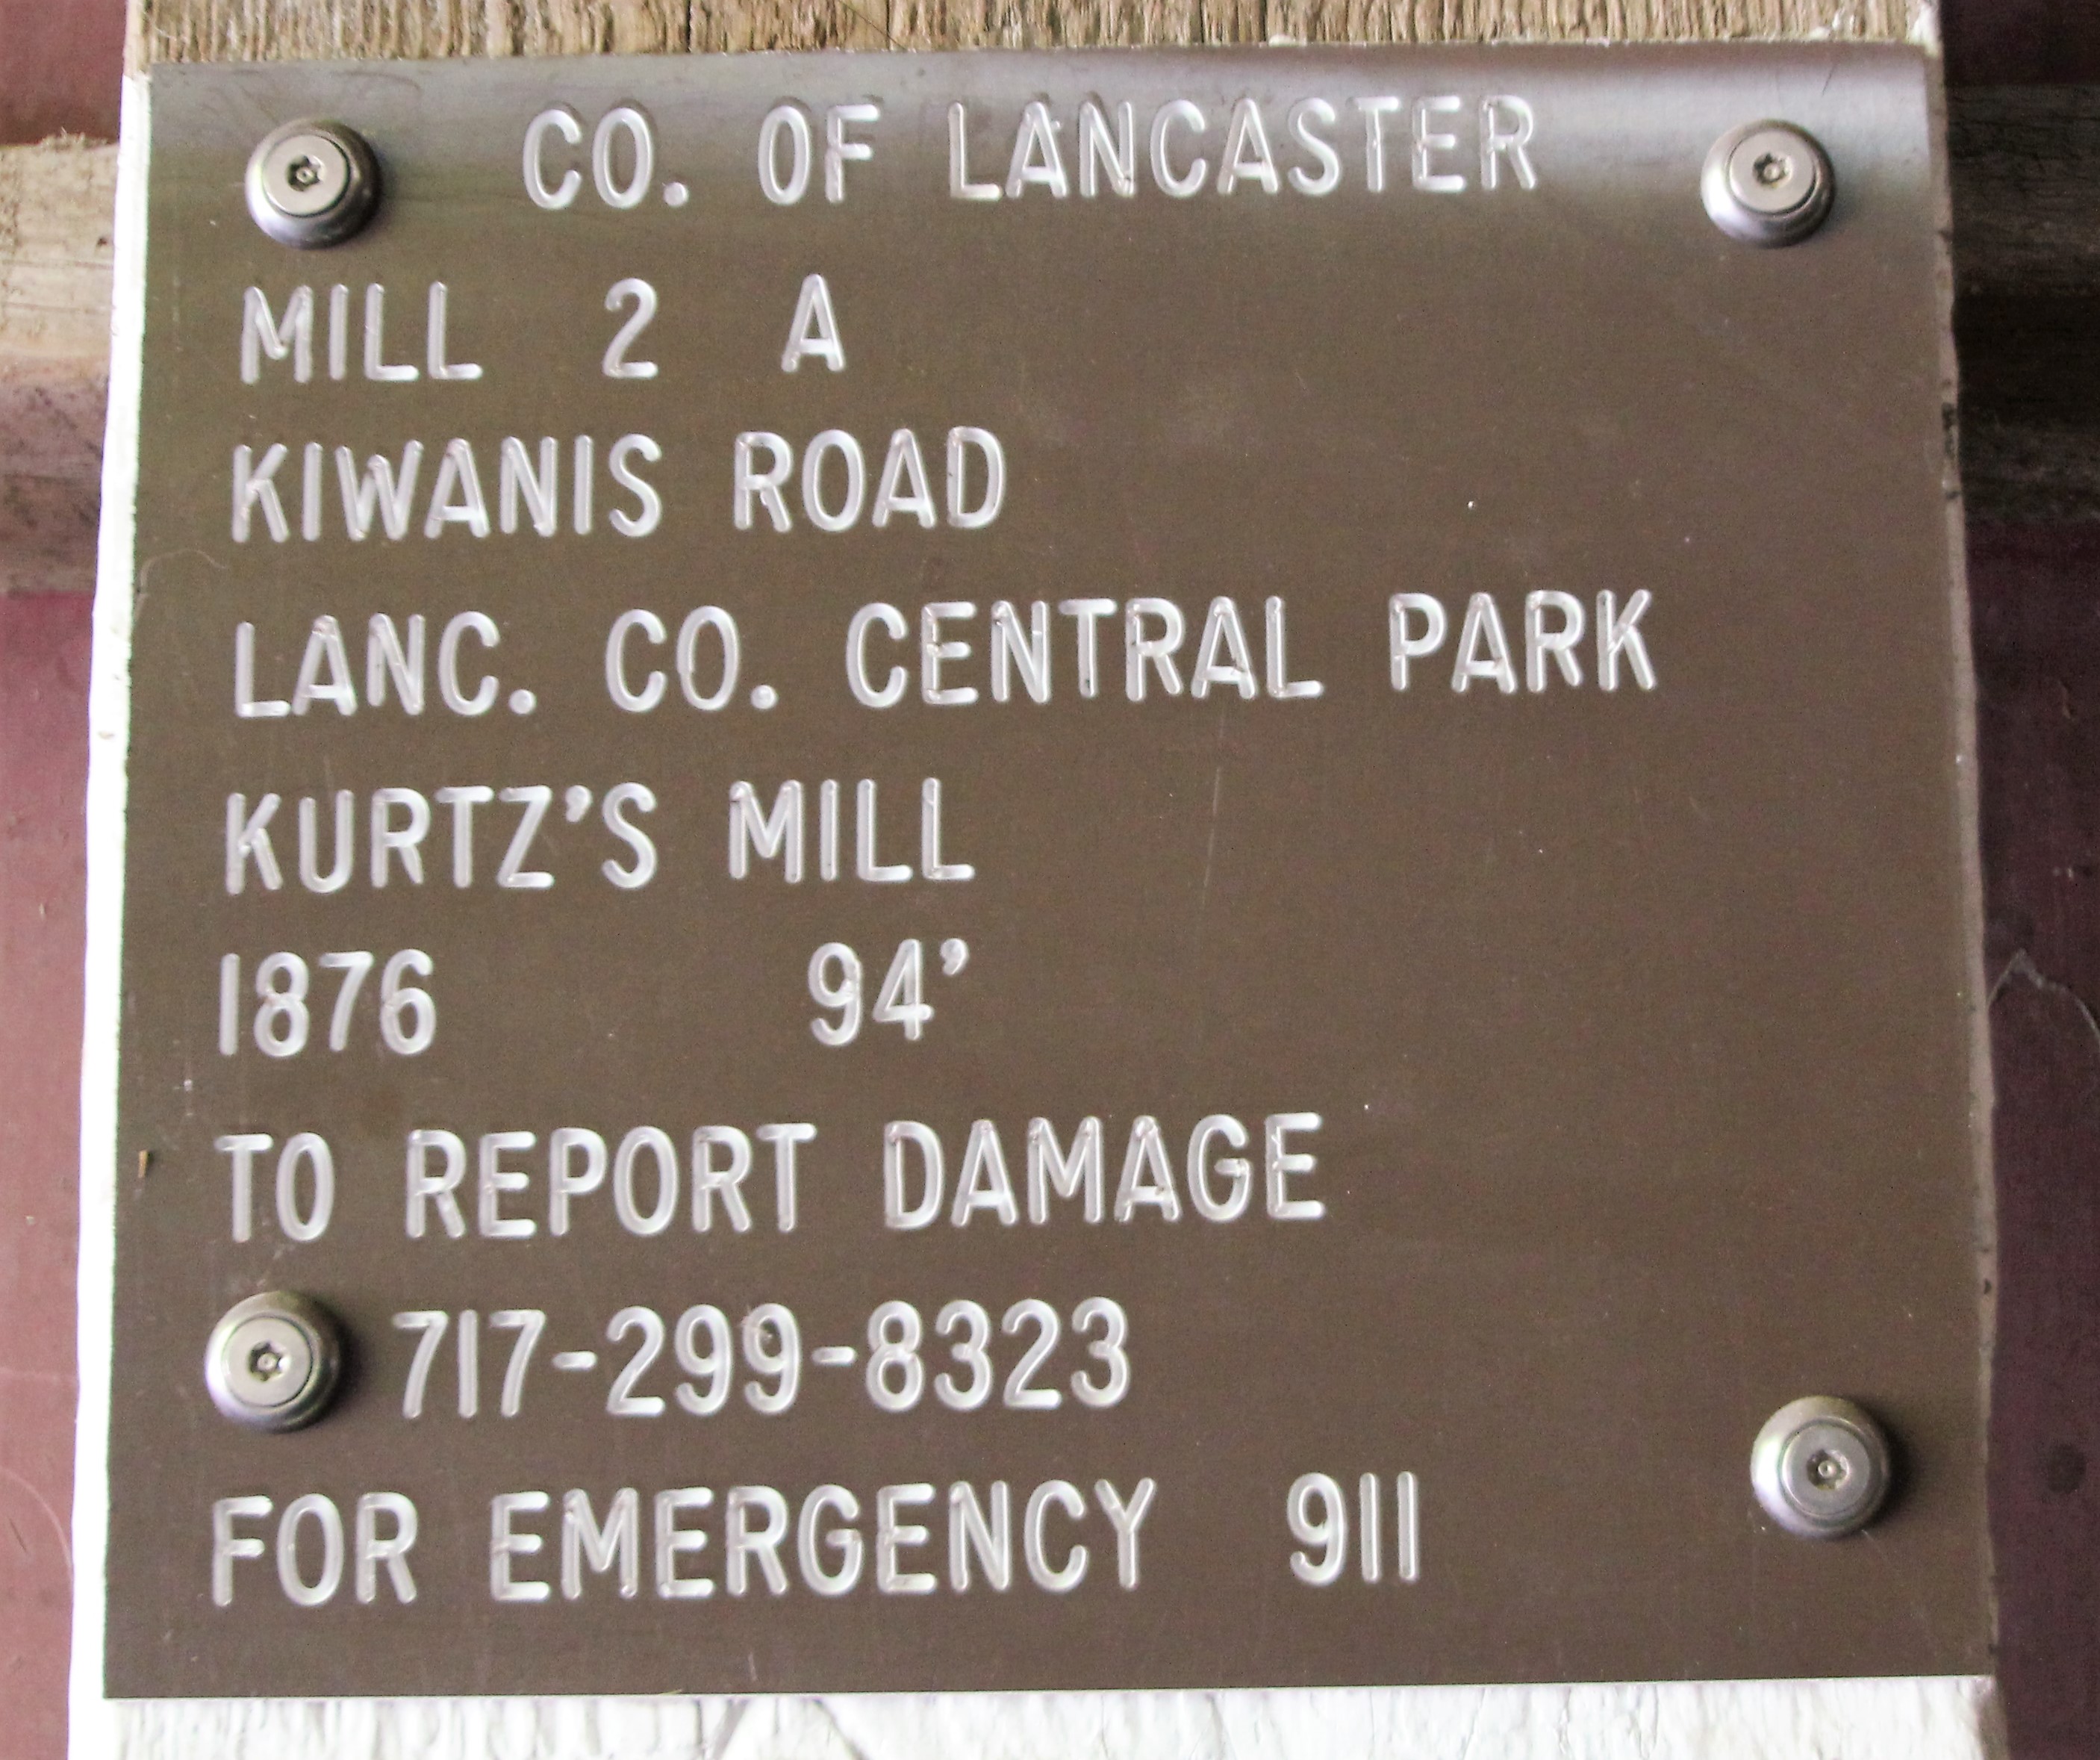 CO. OF LANCASTER
MILL 2 A
KIWANIS ROAD
LANC. CO. CENTRAL PARK
KURTZ'S MILL
1876 94'
TO REPORT DAMAGE
717-299-8323
FOR EMERGENCY 911